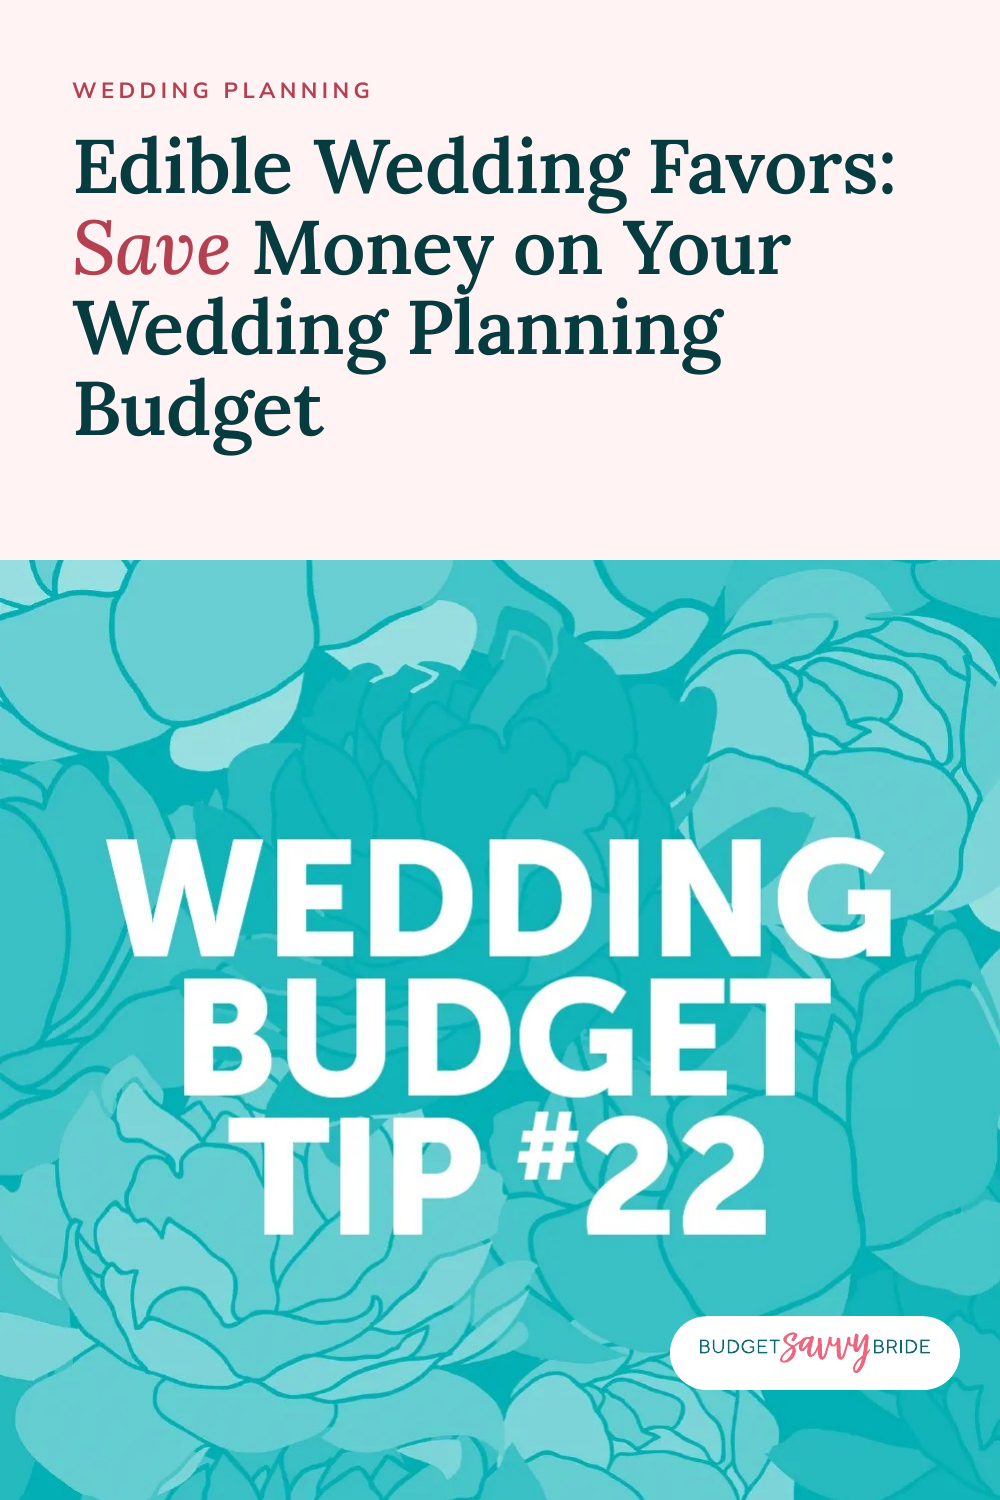 WEDDING PLANNING
Edible Wedding Favors:
Save Money on Your
Wedding Planning
Budget
WEDDING
BUDGET
TIP #22
BUDGET savvy BRIDE